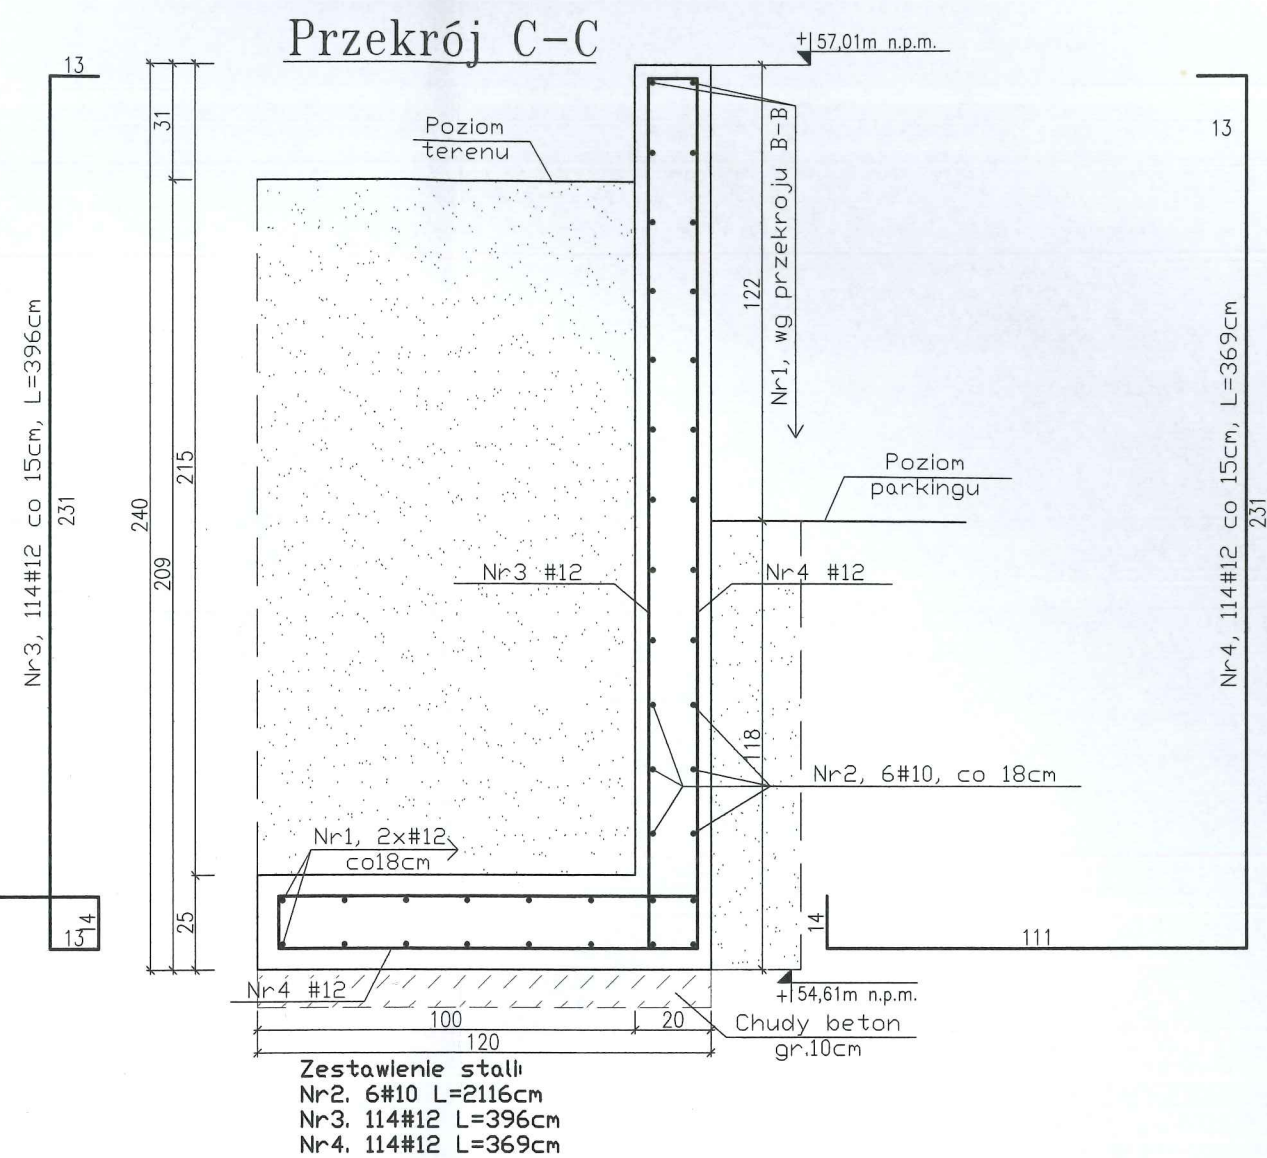 Przekrój C-C
+57,01m n.p.m.
13
13
31
Poziom
terenu
Nr1, wg przekroju B-B
122
Nr3, 114#12 co 15cm, L=396cm
231
240
209
215
Poziom
parkingu
Nr4, 114#12 co 15cm, L=369cm
231
Nr3 #12
Nr4 #12
118
Nr2, 6#10, co 18cm
Nr1, 2x#12
co18cm
14
13
25
14
111
Nr4 #12
+54,61m n.p.m.
100
20
Chudy beton
gr.10cm
120
Zestawienie stali:
Nr2. 6#10 L=2116cm
Nr3. 114#12 L=396cm
Nr4. 114#12 L=369cm